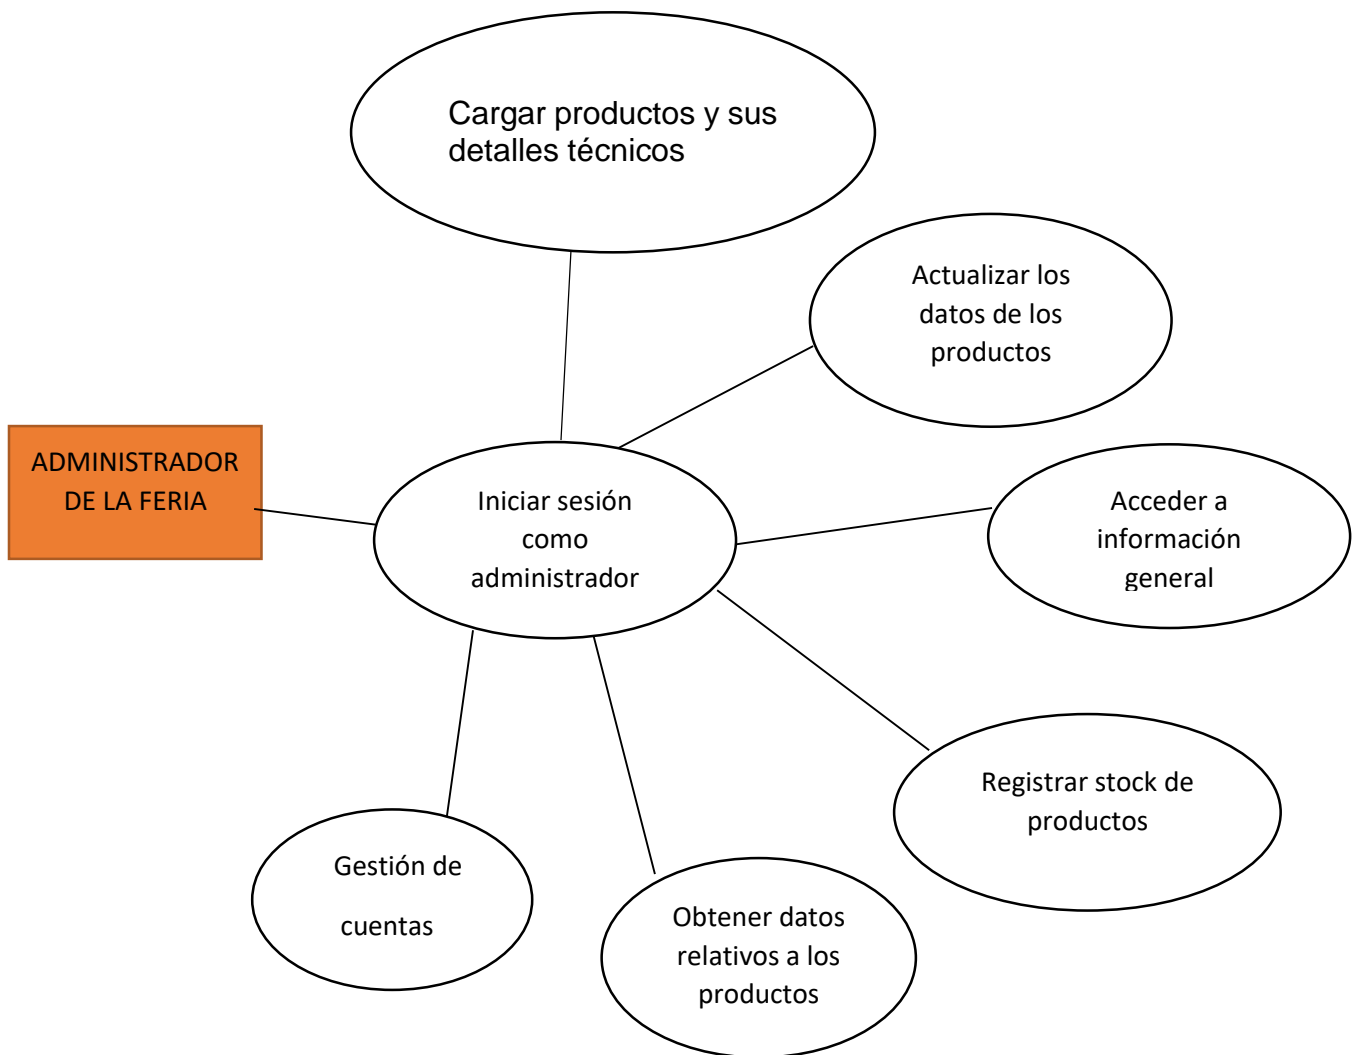 Cargar productos y sus
detalles técnicos
Actualizar los
datos de los
productos
ADMINISTRADOR
DE LA FERIA
Iniciar sesión
como
administrador
Acceder a
información
general
Registrar stock de
productos
Gestión de
cuentas
Obtener datos
relativos a los
productos